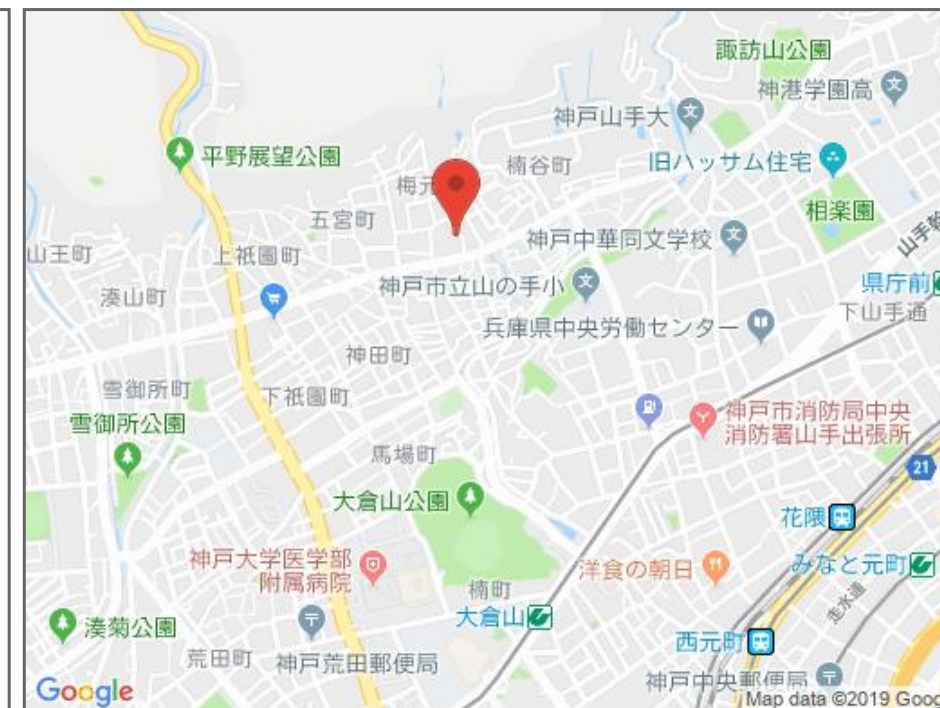 諏訪山公園
神港学園高
神戸山手大
平野展望公園
楠谷町
旧ハッサム住宅
梅元
相楽園
五宮町
山手幹
神戸中華同文学校
山王町
上祇園町
県庁前
湊山町
神戸市立山の手小
下山手通
兵庫県中央労働センター
神田町
雪御所町
下祇園町
神戸市消防局中央
消防署山手出張所
雪御所公園
馬場町
21
大倉山公園
花隈
神戸大学医学部
附属病院
洋食の朝日
みなと元町
楠町
走水通
大倉山
湊菊公園
西元町
荒田町
神戸荒田郵便局
神戸中央郵便局
Google
Map data ©2019 Goog